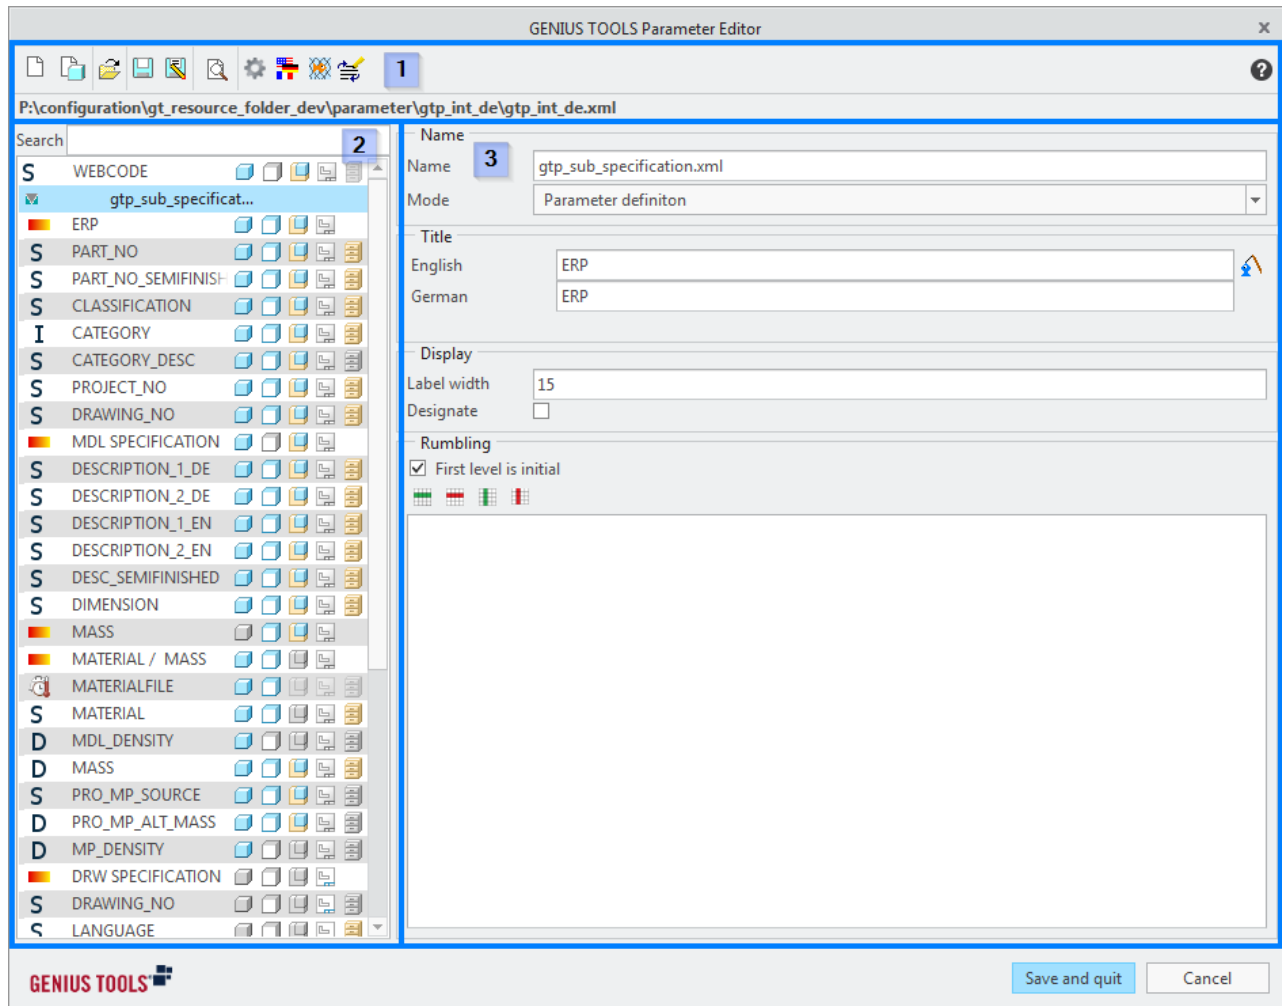 GENIUS TOOLS Parameter Editor
1
P:\configuration\gt_resource_folder_dev\parameter\gtp_int_de\gtp_int_de.xml
Search
2
S WEBCODE
gtp_sub_specificat...
ERP
S PART_NO
S PART_NO_SEMIFINISH
S CLASSIFICATION
I CATEGORY
S CATEGORY_DESC
S PROJECT_NO
S DRAWING_NO
MDL SPECIFICATION
S DESCRIPTION_1_DE
S DESCRIPTION_2_DE
S DESCRIPTION_1_EN
S DESCRIPTION_2_EN
S DESC_SEMIFINISHED
S DIMENSION
MASS
MATERIAL / MASS
MATERIALFILE
S MATERIAL
D MDL_DENSITY
D MASS
S PRO_MP_SOURCE
D PRO_MP_ALT_MASS
D MP_DENSITY
DRW SPECIFICATION
S DRAWING_NO
S LANGUAGE
Name
3
Name gtp_sub_specification.xml
Mode Parameter definiton
Title
English ERP
German ERP
Display
Label width 15
Designate
Rumbling
First level is initial
GENIUS TOOLS
Save and quit Cancel